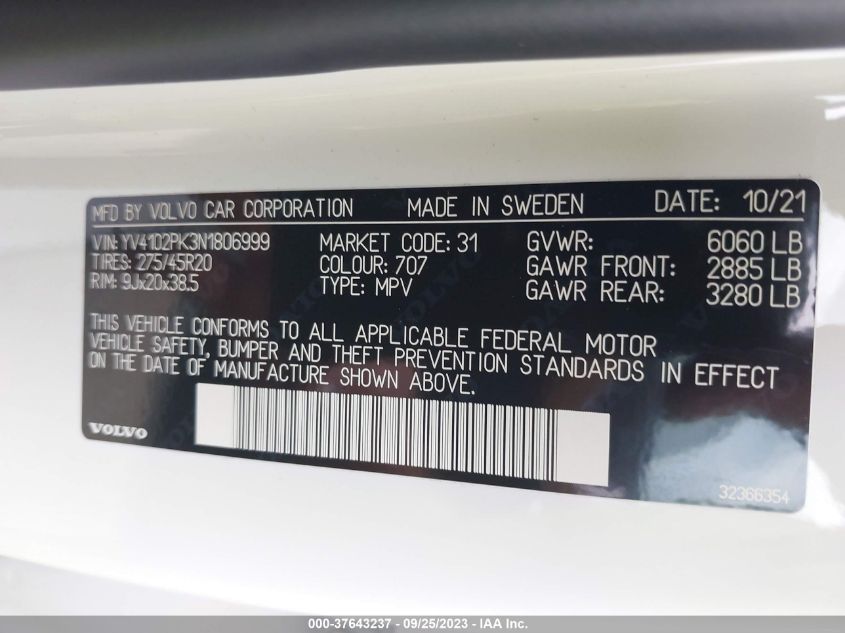 MFD BY VOLVO CAR CORPORATION MADE IN SWEDEN DATE: 10/21
VIN: YV4102PK3N1806999 MARKET CODE: 31 GVWR: 6060 LB
TIRES: 275/45R20 COLOUR: 707 GAWR FRONT: 2885 LB
RIM: 9Jx20x38.5 TYPE: MPV GAWR REAR: 3280 LB
THIS VEHICLE CONFORMS TO ALL APPLICABLE FEDERAL MOTOR
VEHICLE SAFETY, BUMPER AND THEFT PREVENTION STANDARDS IN EFFECT
ON THE DATE OF MANUFACTURE SHOWN ABOVE.
VOLVO
32366354
000-37643237 - 09/25/2023 - IAA Inc.